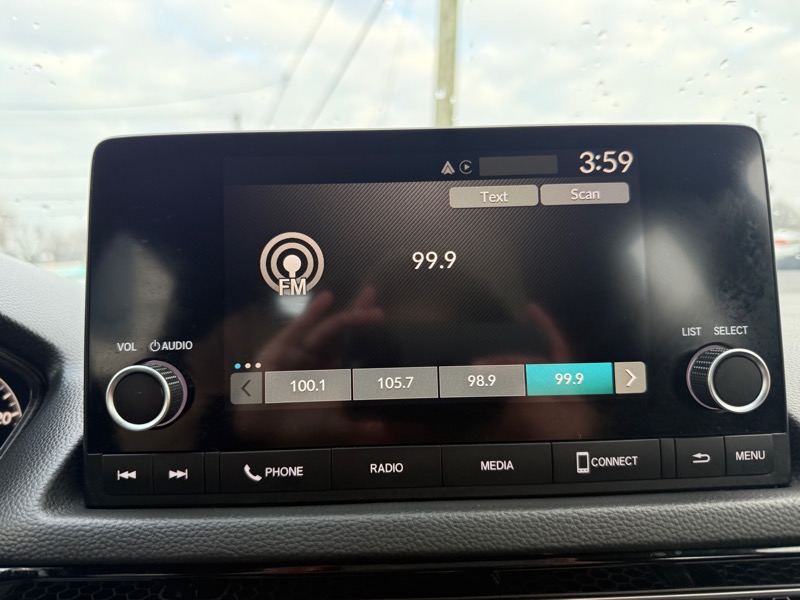 3:59
Text Scan
FM
99.9
VOL AUDIO
LIST SELECT
100.1 105.7 98.9 99.9
PHONE RADIO MEDIA CONNECT MENU
20